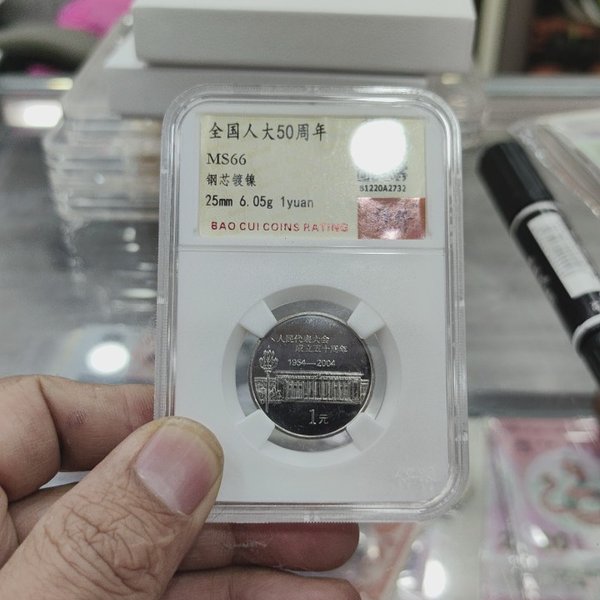 全国人大50周年
MS66
钢芯镀镍
25mm 6.05g 1yuan
B1220A2732
BAO CUI COINS RATING
人民代表大会
成立五十周年
1954—2004
1元